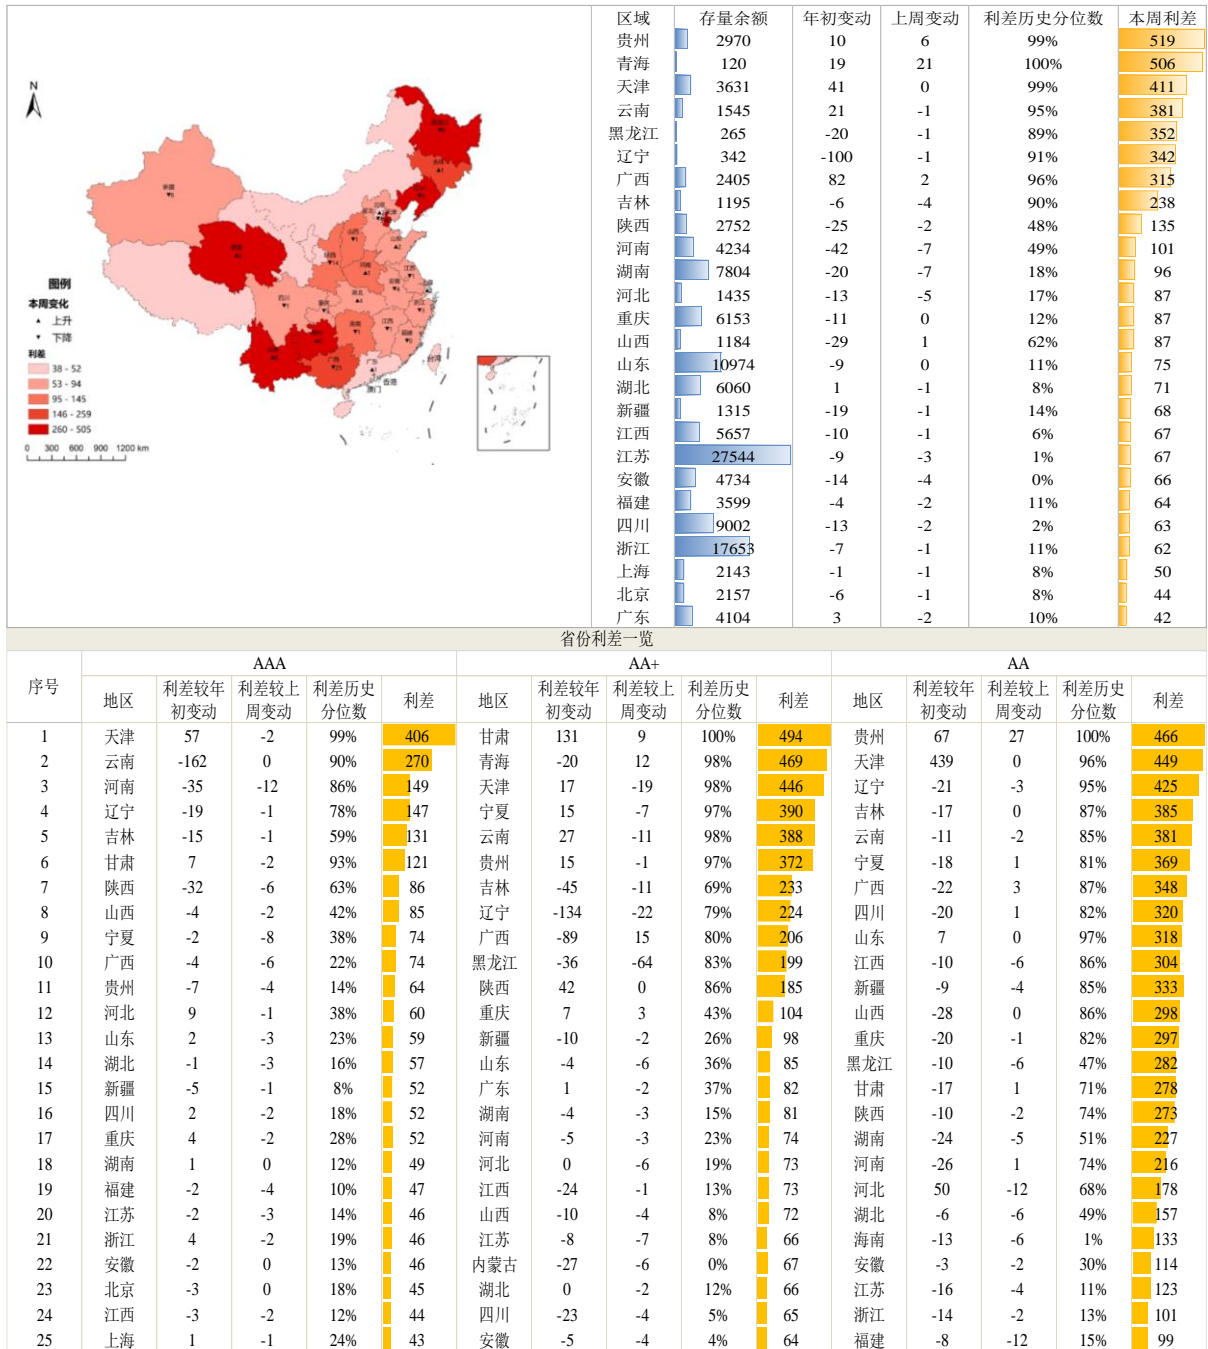 N
图例
本周变化
▲ 上升
▼ 下降
利差
38 - 52
53 - 94
95 - 145
146 - 259
260 - 505
0 300 600 900 1200 km
新疆
四川
广东
台湾
香港
澳门
区域 存量余额 年初变动 上周变动 利差历史分位数 本周利差
贵州 2970 10 6 99% 519
青海 120 19 21 100% 506
天津 3631 41 0 99% 411
云南 1545 21 -1 95% 381
黑龙江 265 -20 -1 89% 352
辽宁 342 -100 -1 91% 342
广西 2405 82 2 96% 315
吉林 1195 -6 -4 90% 238
陕西 2752 -25 -2 48% 135
河南 4234 -42 -7 49% 101
湖南 7804 -20 -7 18% 96
河北 1435 -13 -5 17% 87
重庆 6153 -11 0 12% 87
山西 1184 -29 1 62% 87
山东 10974 -9 0 11% 75
湖北 6060 1 -1 8% 71
新疆 1315 -19 -1 14% 68
江西 5657 -10 -1 6% 67
江苏 27544 -9 -3 1% 67
安徽 4734 -14 -4 0% 66
福建 3599 -4 -2 11% 64
四川 9002 -13 -2 2% 63
浙江 17653 -7 -1 11% 62
上海 2143 -1 -1 8% 50
北京 2157 -6 -1 8% 44
广东 4104 3 -2 10% 42
省份利差一览
序号 AAA AA+ AA
地区 利差较年初变动 利差较上周变动 利差历史分位数 利差 地区 利差较年初变动 利差较上周变动 利差历史分位数 利差 地区 利差较年初变动 利差较上周变动 利差历史分位数 利差
1 天津 57 -2 99% 406 甘肃 131 9 100% 494 贵州 67 27 100% 466
2 云南 -162 0 90% 270 青海 -20 12 98% 469 天津 439 0 96% 449
3 河南 -35 -12 86% 149 天津 17 -19 98% 446 辽宁 -21 -3 95% 425
4 辽宁 -19 -1 78% 147 宁夏 15 -7 97% 390 吉林 -17 0 87% 385
5 吉林 -15 -1 59% 131 云南 27 -11 98% 388 云南 -11 -2 85% 381
6 甘肃 7 -2 93% 121 贵州 15 -1 97% 372 宁夏 -18 1 81% 369
7 陕西 -32 -6 63% 86 吉林 -45 -11 69% 233 广西 -22 3 87% 348
8 山西 -4 -2 42% 85 辽宁 -134 -22 79% 224 四川 -20 1 82% 320
9 宁夏 -2 -8 38% 74 广西 -89 15 80% 206 山东 7 0 97% 318
10 广西 -4 -6 22% 74 黑龙江 -36 -64 83% 199 江西 -10 -6 86% 304
11 贵州 -7 -4 14% 64 陕西 42 0 86% 185 新疆 -9 -4 85% 333
12 河北 9 -1 38% 60 重庆 7 3 43% 104 山西 -28 0 86% 298
13 山东 2 -3 23% 59 新疆 -10 -2 26% 98 重庆 -20 -1 82% 297
14 湖北 -1 -3 16% 57 山东 -4 -6 36% 85 黑龙江 -10 -6 47% 282
15 新疆 -5 -1 8% 52 广东 1 -2 37% 82 甘肃 -17 1 71% 278
16 四川 2 -2 18% 52 湖南 -4 -3 15% 81 陕西 -10 -2 74% 273
17 重庆 4 -2 28% 52 河南 -5 -3 23% 74 湖南 -24 -5 51% 227
18 湖南 1 0 12% 49 河北 0 -6 19% 73 河南 -26 1 74% 216
19 福建 -2 -4 10% 47 江西 -24 -1 13% 73 河北 50 -12 68% 178
20 江苏 -2 -3 14% 46 山西 -10 -4 8% 72 湖北 -6 -6 49% 157
21 浙江 4 -2 19% 46 江苏 -8 -7 8% 66 海南 -13 -6 1% 133
22 安徽 -2 0 13% 46 内蒙古 -27 -6 0% 67 安徽 -3 -2 30% 114
23 北京 -3 0 18% 45 湖北 0 -2 12% 66 江苏 -16 -4 11% 123
24 江西 -3 -2 12% 44 四川 -23 -4 5% 65 浙江 -14 -2 13% 101
25 上海 1 -1 24% 43 安徽 -5 -4 4% 64 福建 -8 -12 15% 99